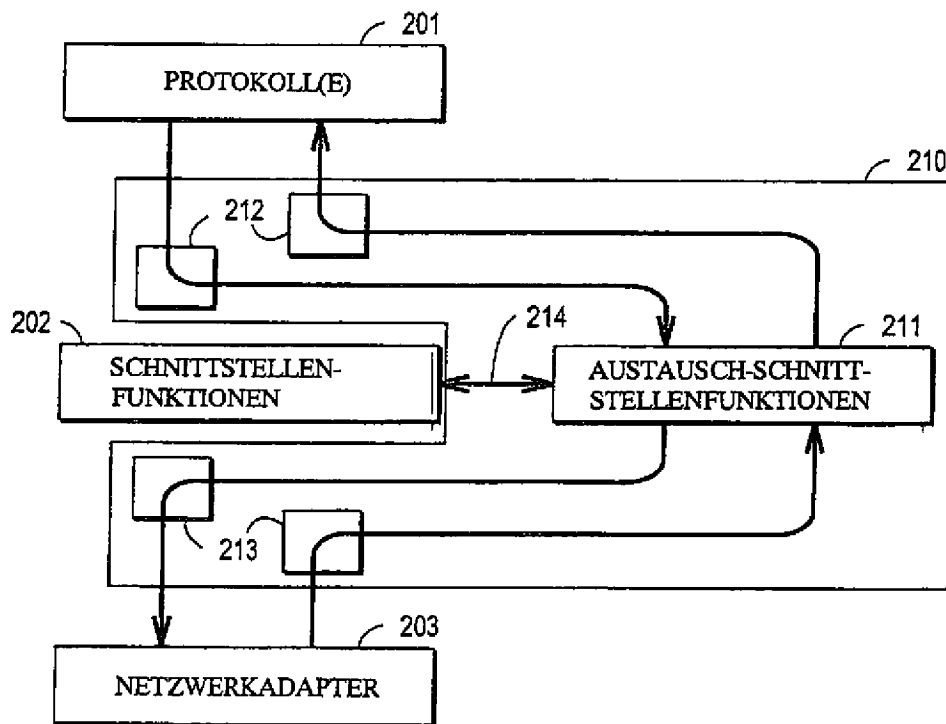 201
PROTOKOLL(E)
210
212
202
214
211
SCHNITTSTELLEN-
FUNKTIONEN
AUSTAUSCH-SCHNITT-
STELLENFUNKTIONEN
213
203
NETZWERKADAPTER